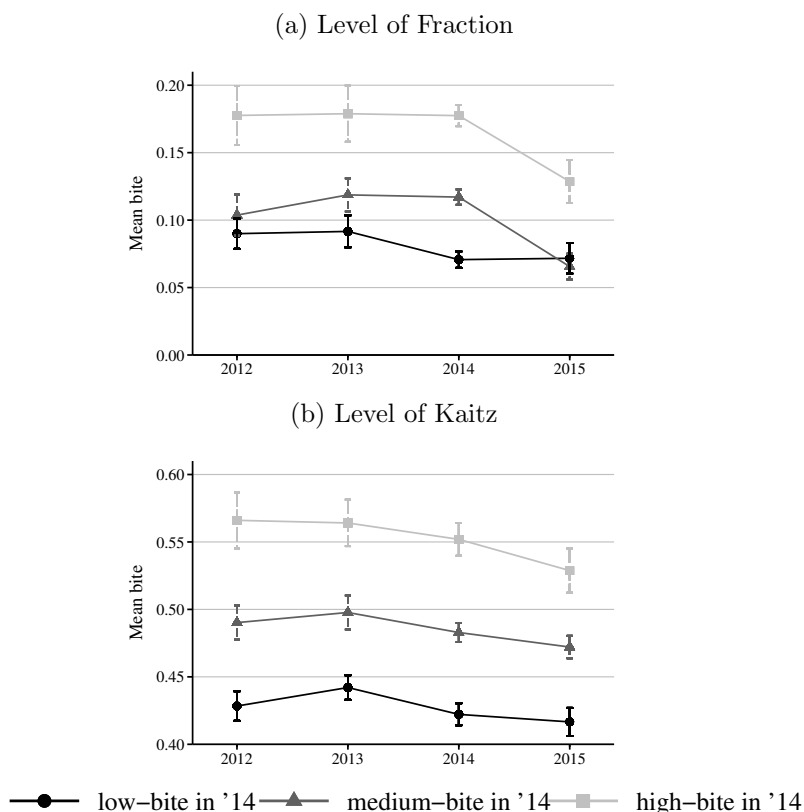 (a) Level of Fraction
0.20
0.15
0.10
0.05
0.00
Mean bite
2012 2013 2014 2015
(b) Level of Kaitz
0.60
0.55
0.50
0.45
0.40
Mean bite
2012 2013 2014 2015
low−bite in ’14 medium−bite in ’14 high−bite in ’14